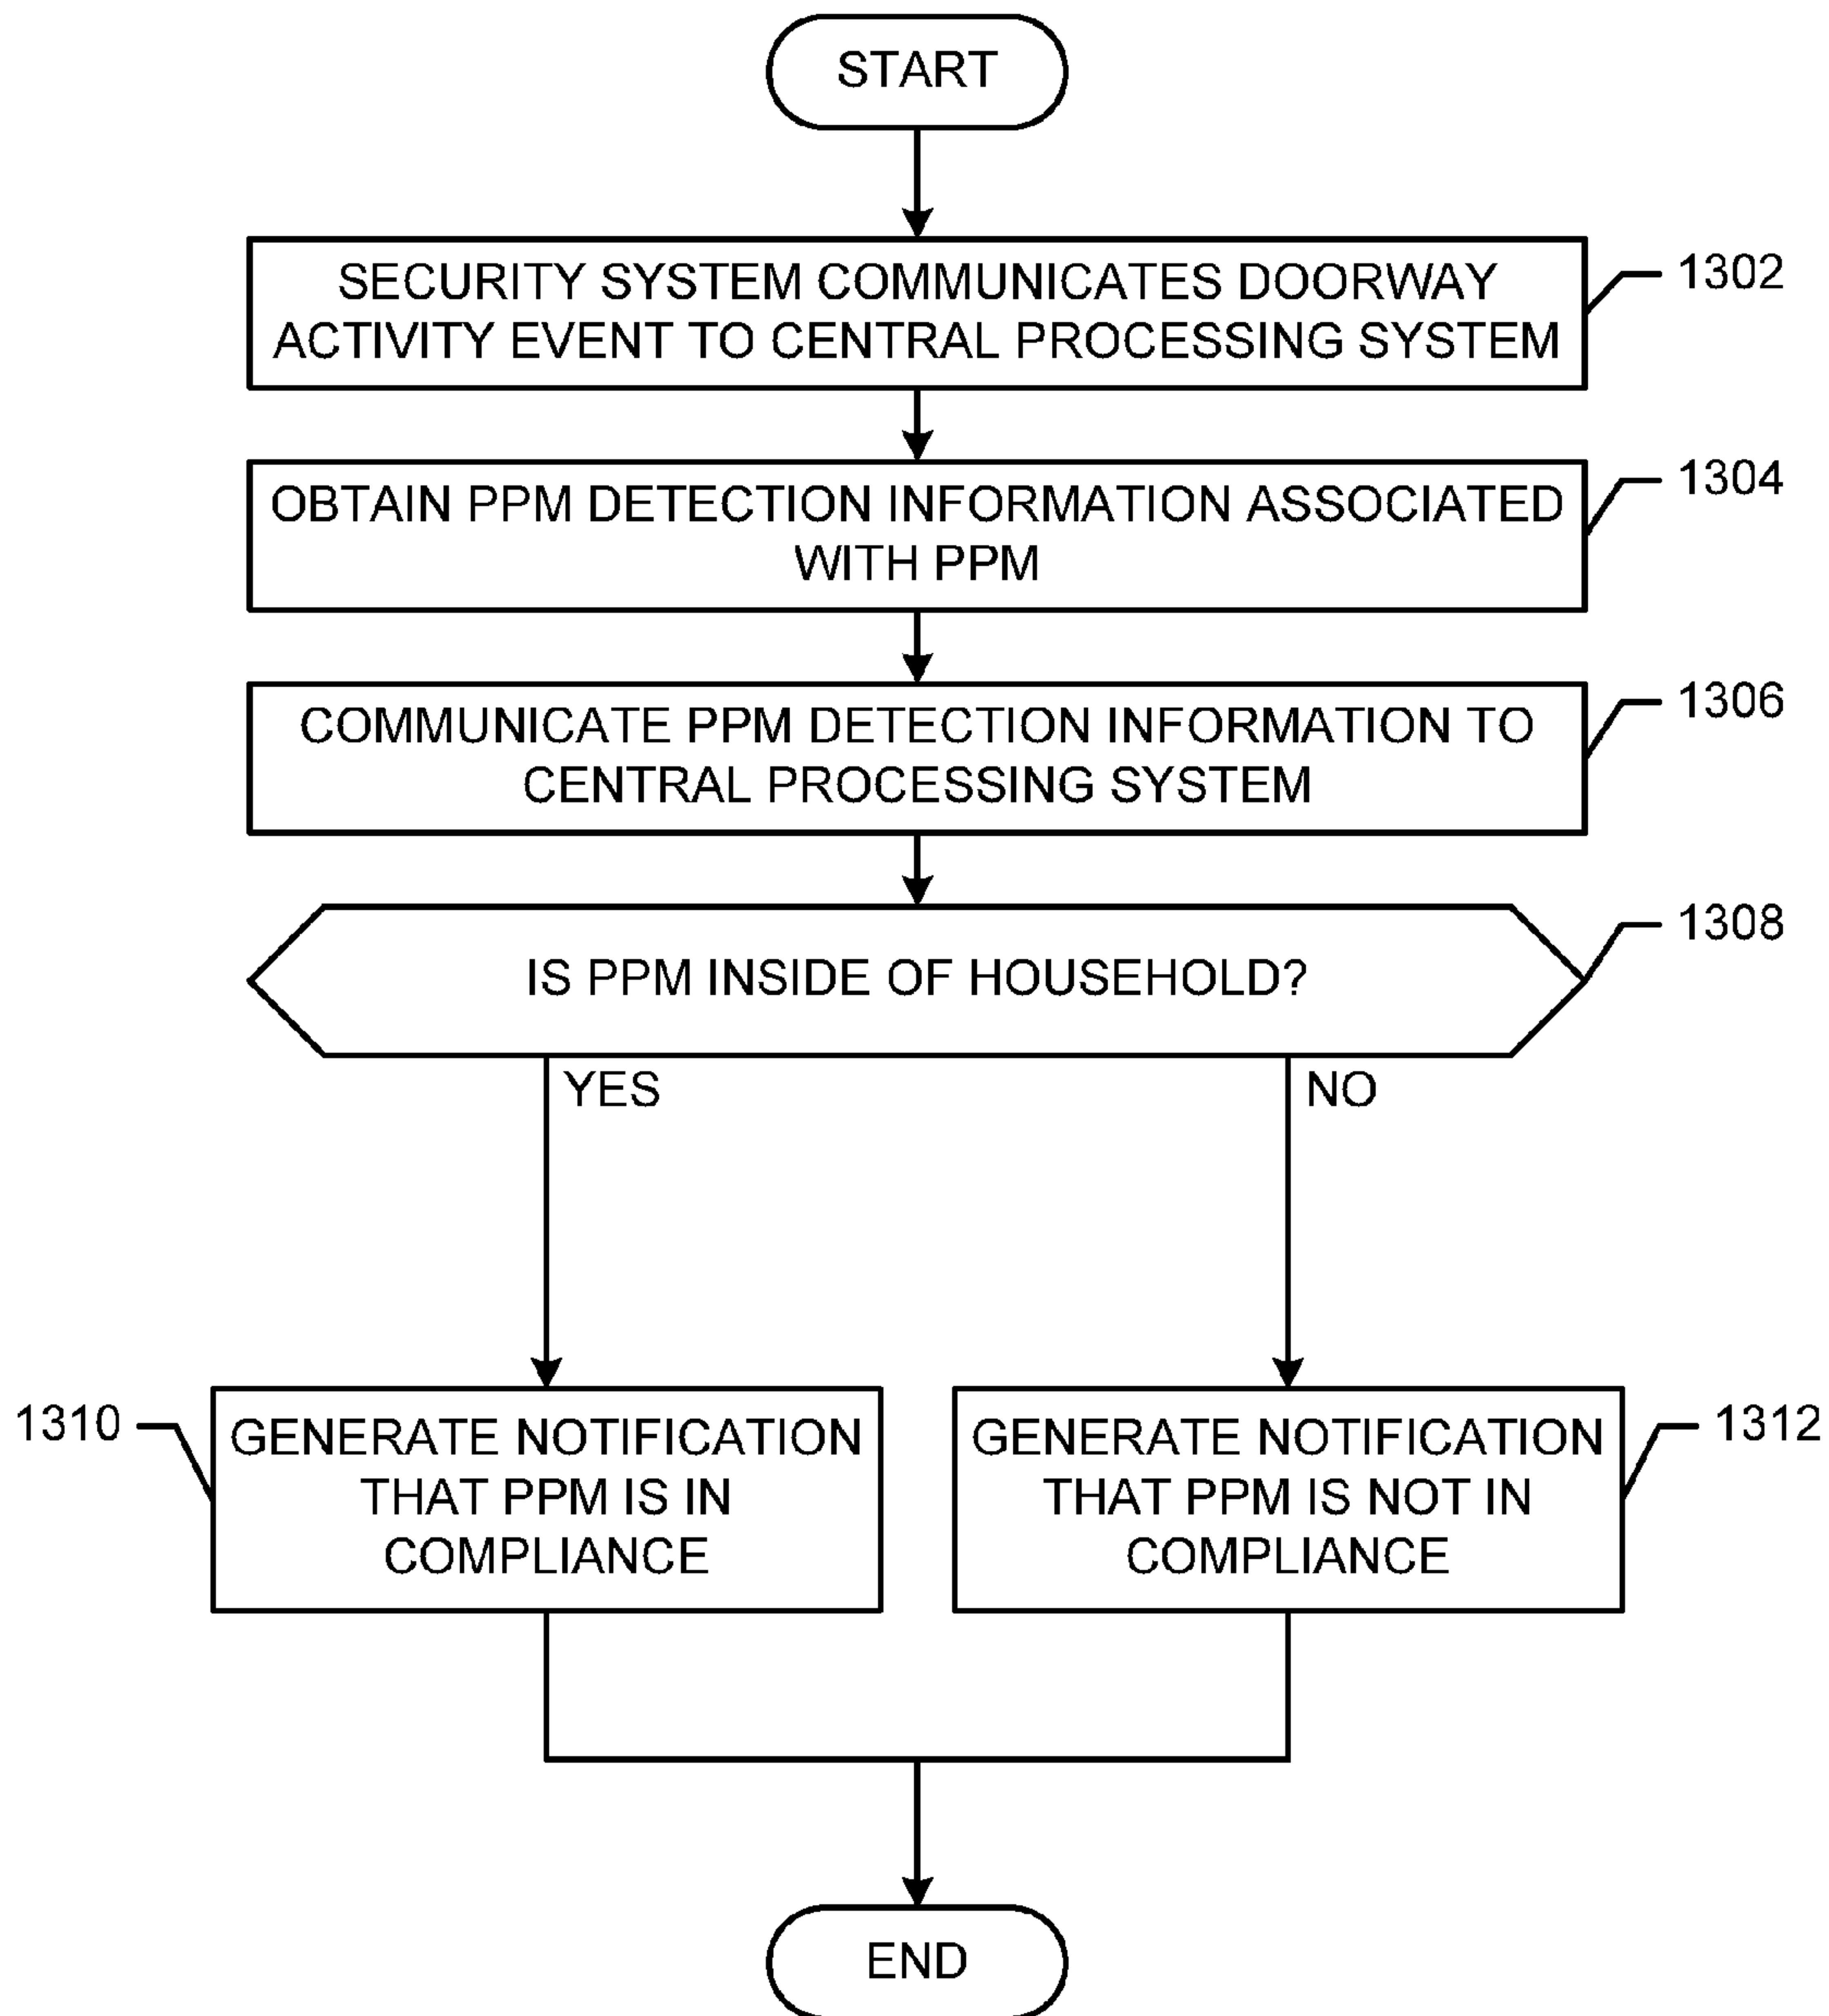 START
SECURITY SYSTEM COMMUNICATES DOORWAY
ACTIVITY EVENT TO CENTRAL PROCESSING SYSTEM
1302
OBTAIN PPM DETECTION INFORMATION ASSOCIATED
WITH PPM
1304
COMMUNICATE PPM DETECTION INFORMATION TO
CENTRAL PROCESSING SYSTEM
1306
IS PPM INSIDE OF HOUSEHOLD?
1308
YES
NO
1310
GENERATE NOTIFICATION
THAT PPM IS IN
COMPLIANCE
GENERATE NOTIFICATION
THAT PPM IS NOT IN
COMPLIANCE
1312
END